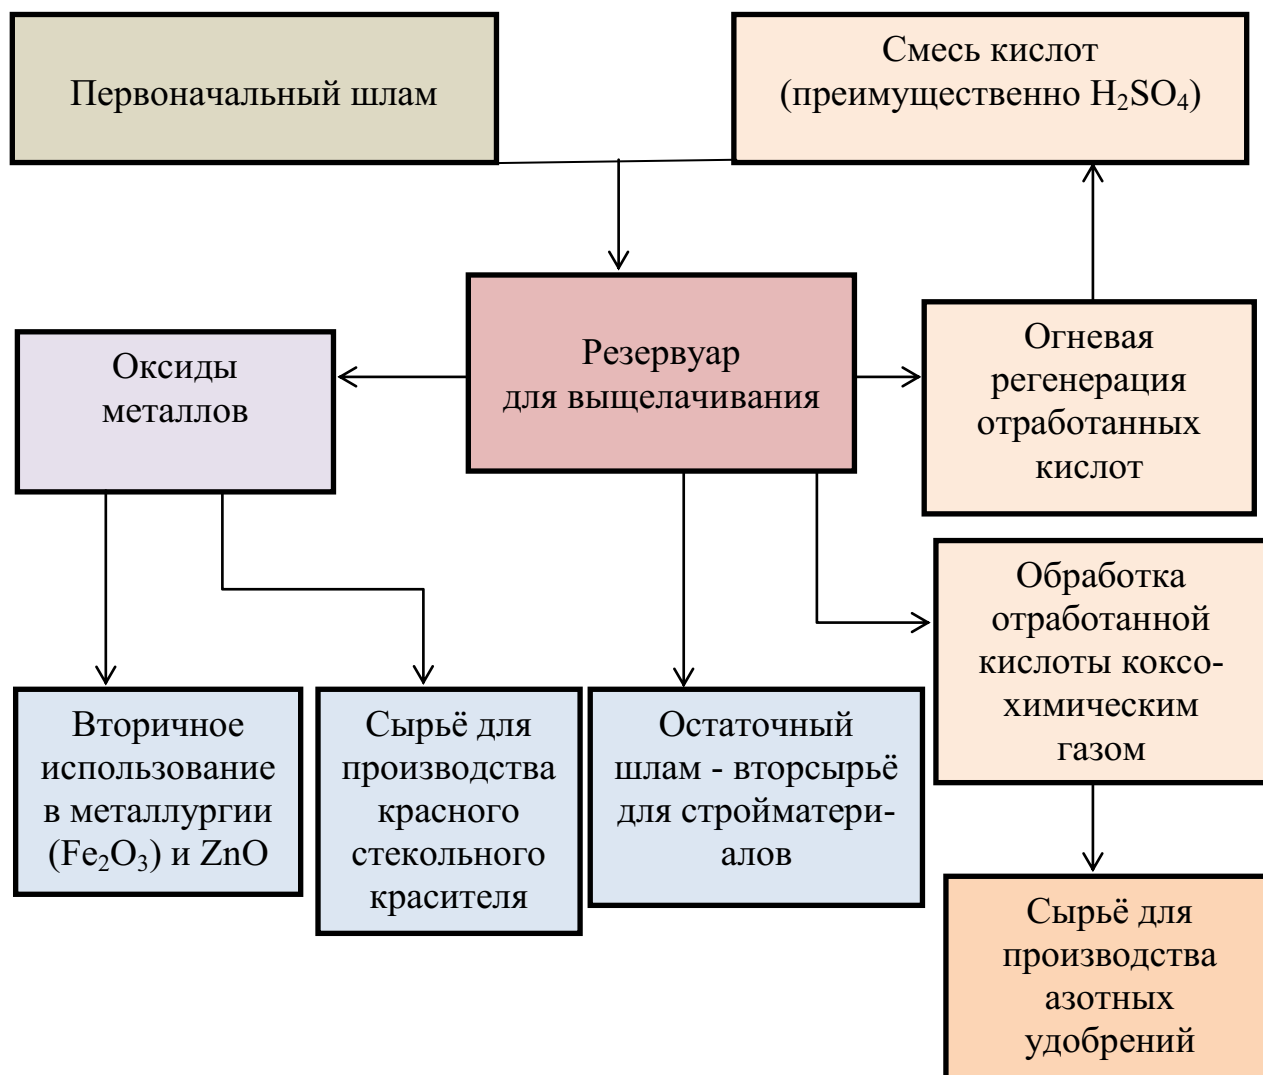 Первоначальный шлам
Смесь кислот
(преимущественно H₂SO₄)
Резервуар
для выщелачивания
Оксиды
металлов
Огневая
регенерация
отработанных
кислот
Обработка
отработанной
кислоты коксо-
химическим
газом
Вторичное
использование
в металлургии
(Fe₂O₃) и ZnO
Сырьё для
производства
красного
стекольного
красителя
Остаточный
шлам - вторсырьё
для стройматери-
алов
Сырьё для
производства
азотных
удобрений